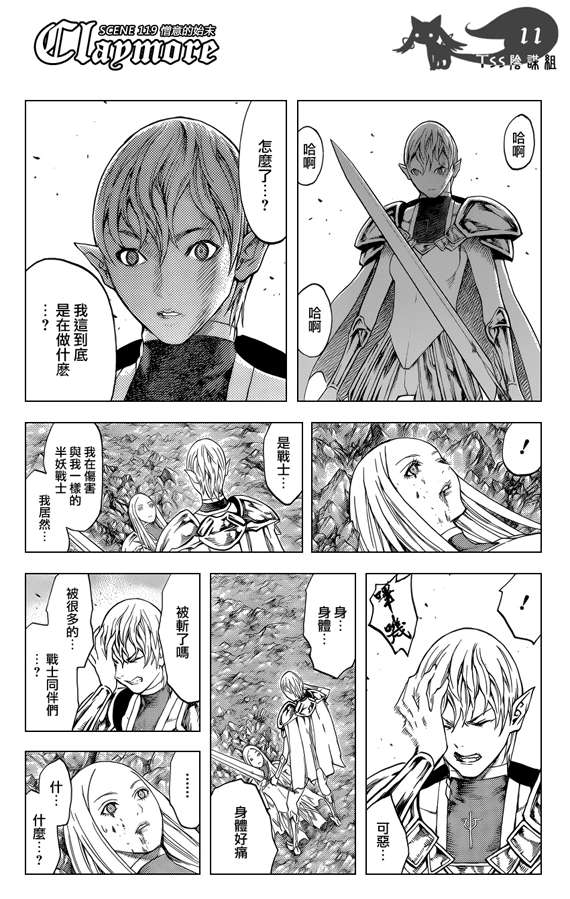 SCENE 119 憎意的始末
Claymore
11
Tss陰謀組
哈啊
哈啊
哈啊
怎麼了…?
我這到底
是在做什麼
…?
!
是戰士…
我在傷害
與我一樣的
半妖戰士
我居然…
嗶
嘰
可惡…
身…
身體…
身體好痛
被斬了嗎
被很多的…
戰士同伴們
…?
……
什…
什麼…?